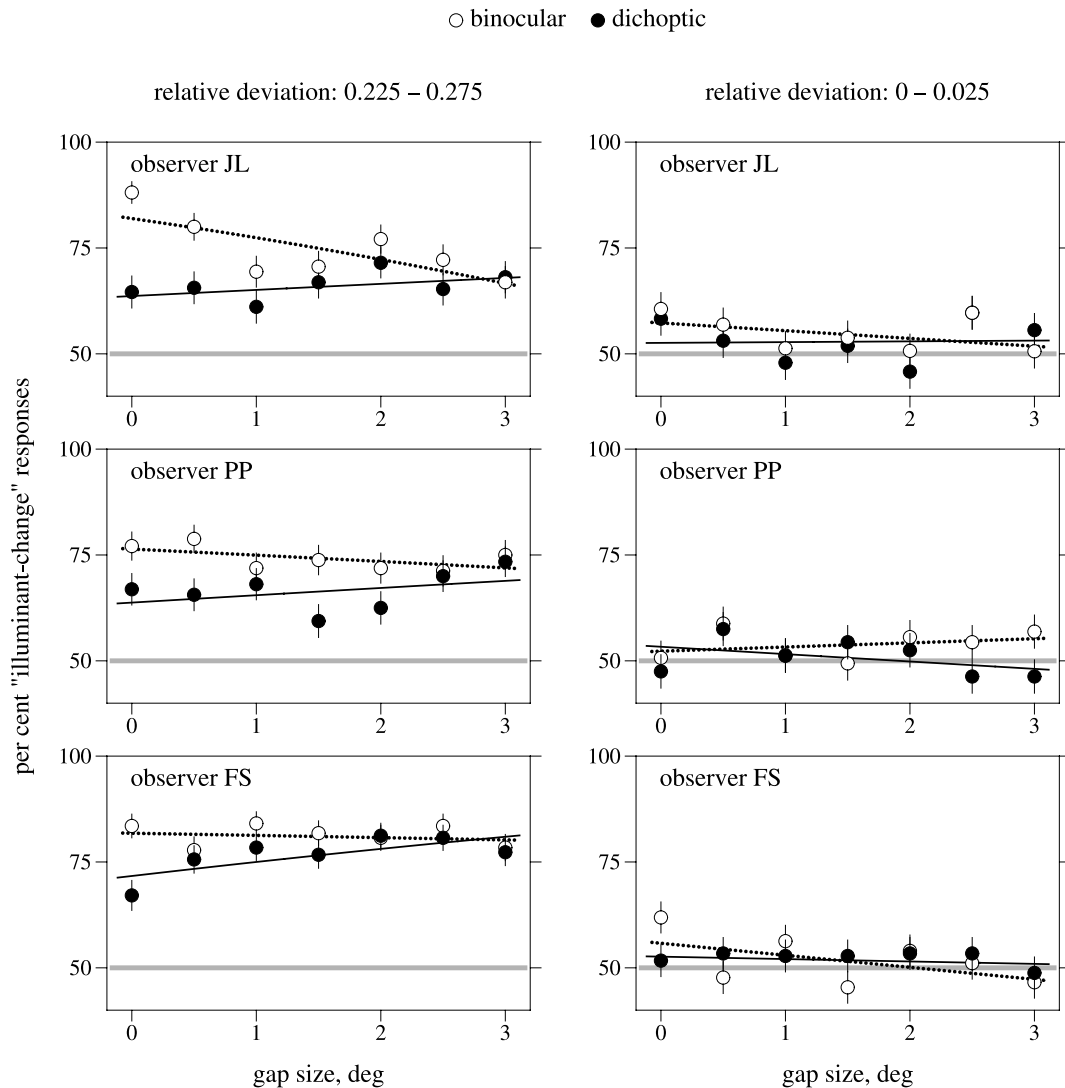 binocular dichoptic
relative deviation: 0.225 – 0.275 relative deviation: 0 – 0.025
100 observer JL 100 observer JL
75 75
50 50
0 1 2 3 0 1 2 3
100 observer PP 100 observer PP
75 75
50 50
0 1 2 3 0 1 2 3
100 observer FS 100 observer FS
75 75
50 50
0 1 2 3 0 1 2 3
per cent "illuminant-change" responses
gap size, deg gap size, deg